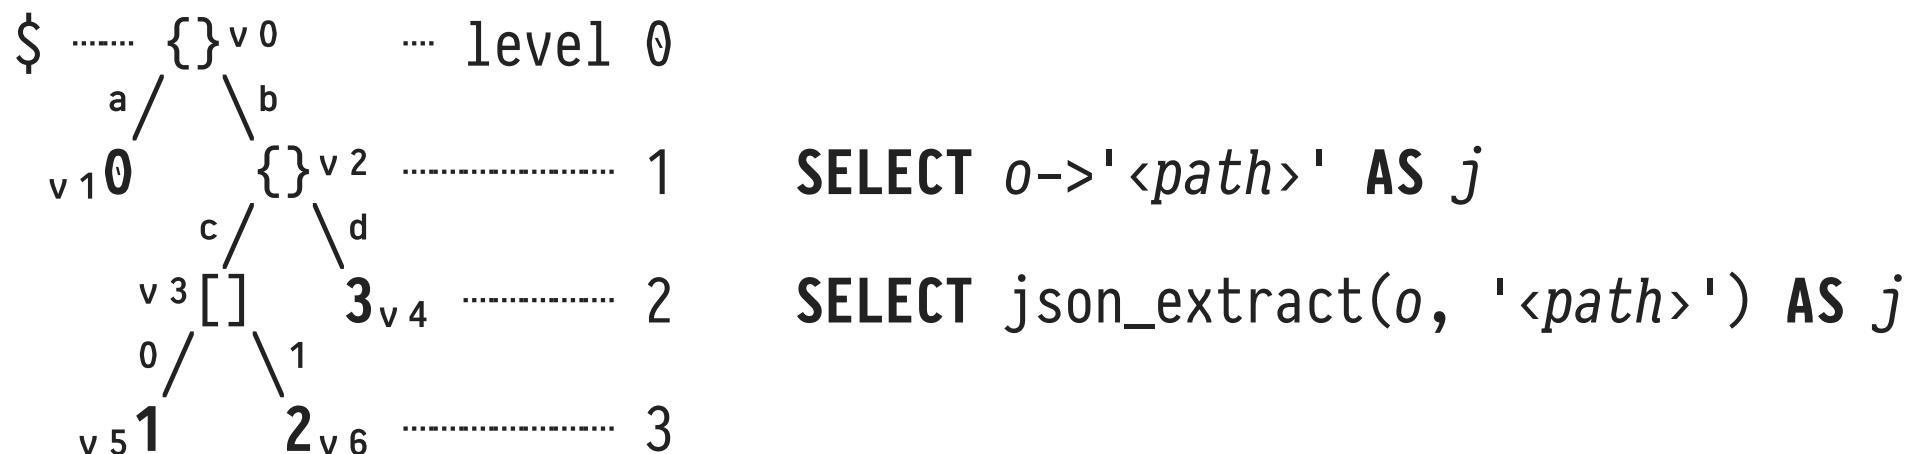 $ {} v 0 level 0
a b
v 1 0 {} v 2 1 SELECT o->'<path>' AS j
c d
v 3 [] 3 v 4 2 SELECT json_extract(o, '<path>') AS j
0 1
v 5 1 2 v 6 3